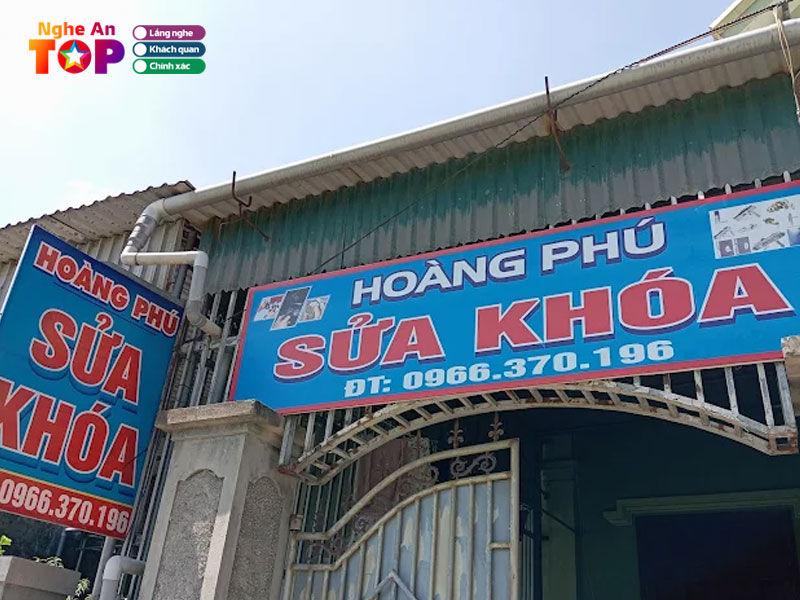 Nghe An
TOP
Lắng nghe
Khách quan
Chính xác
HOÀNG PHÚ
SỬA KHÓA
ĐT: 0966.370.196
HOÀNG PHÚ
SỬA
KHÓA
0966.370.196